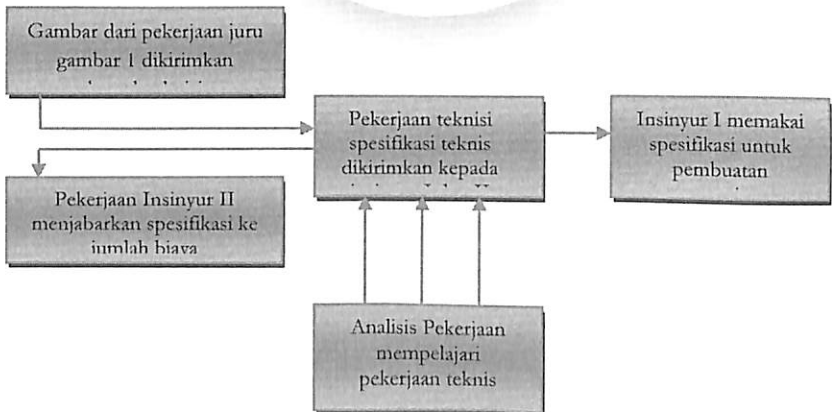 Gambar dari pekerjaan juru
gambar 1 dikirimkan
Pekerjaan teknisi
spesifikasi teknis
dikirimkan kepada
Insinyur I memakai
spesifikasi untuk
pembuatan
Pekerjaan Insinyur II
menjabarkan spesifikasi ke
jumlah biaya
Analisis Pekerjaan
mempelajari
pekerjaan teknis